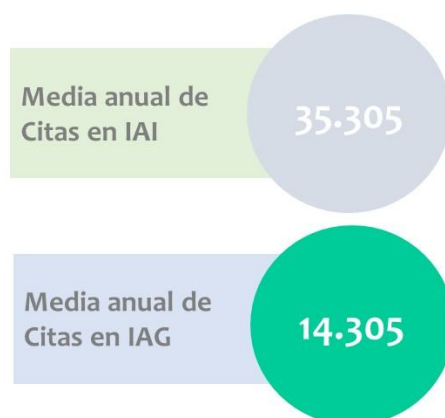 Media anual de
Citas en IAI
35.305
Media anual de
Citas en IAG
14.305